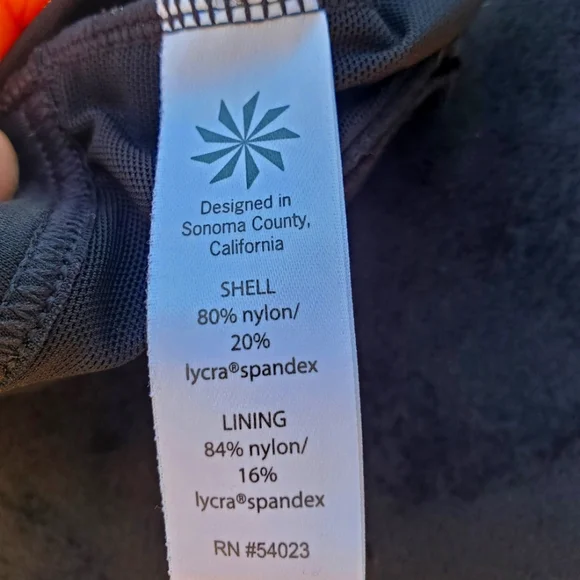 Designed in
Sonoma County,
California
SHELL
80% nylon/
20%
lycra®spandex
LINING
84% nylon/
16%
lycra®spandex
RN #54023